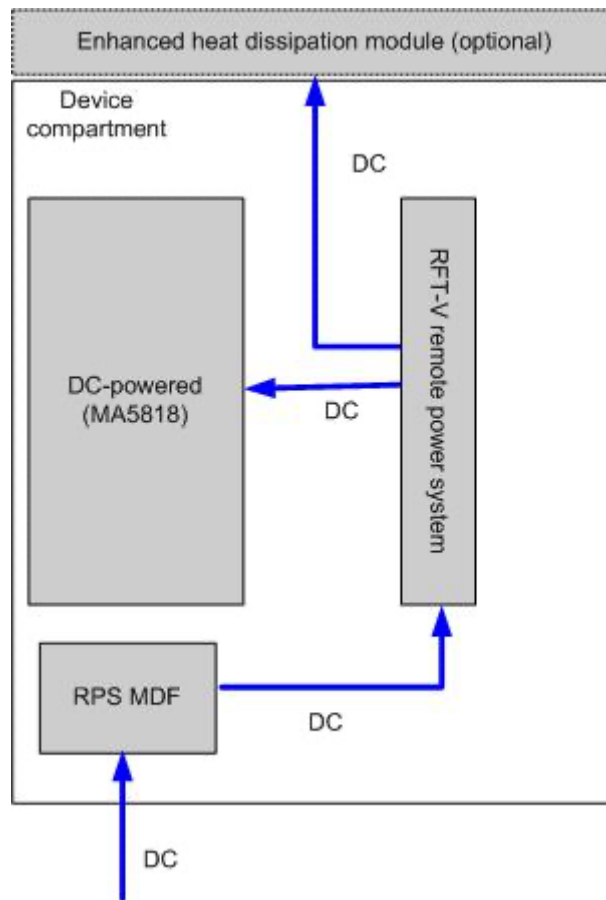 Enhanced heat dissipation module (optional)
Device
compartment
DC
RFT-V remote power system
DC-powered
(MA5818)
DC
RPS MDF
DC
DC